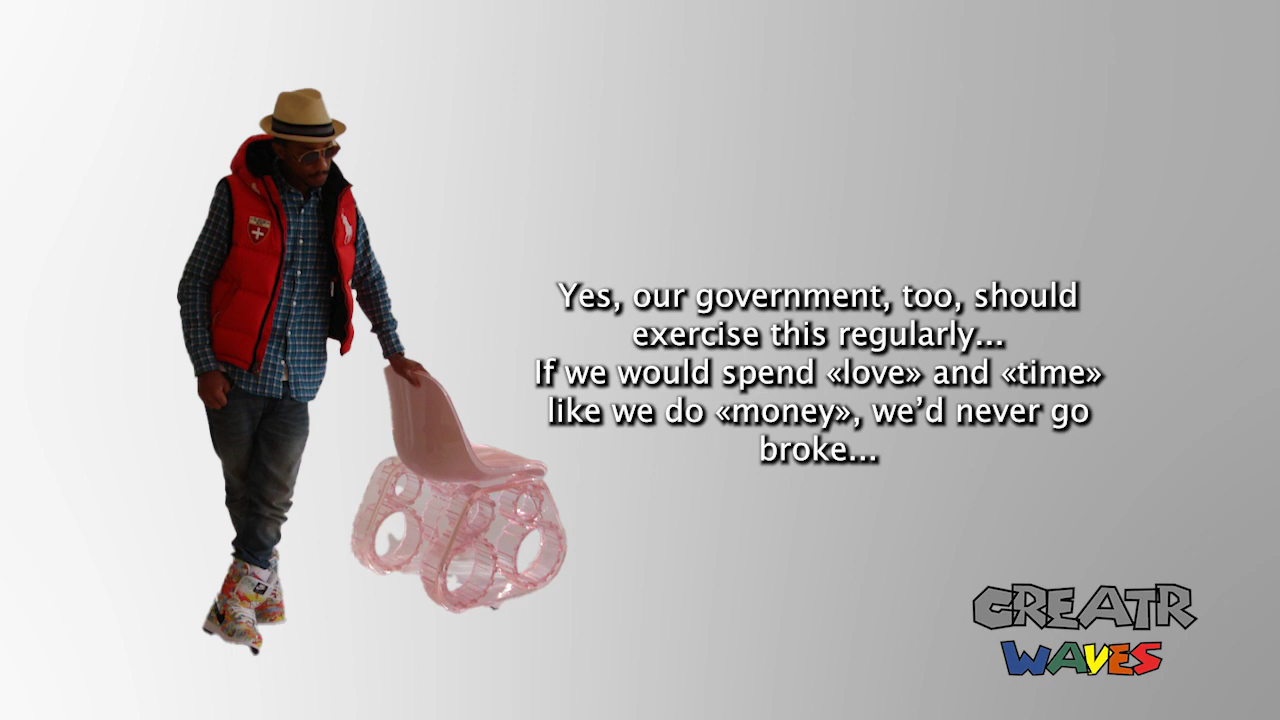 Yes, our government, too, should
exercise this regularly...
If we would spend «love» and «time»
like we do «money», we’d never go
broke...
CREATR
WAVES